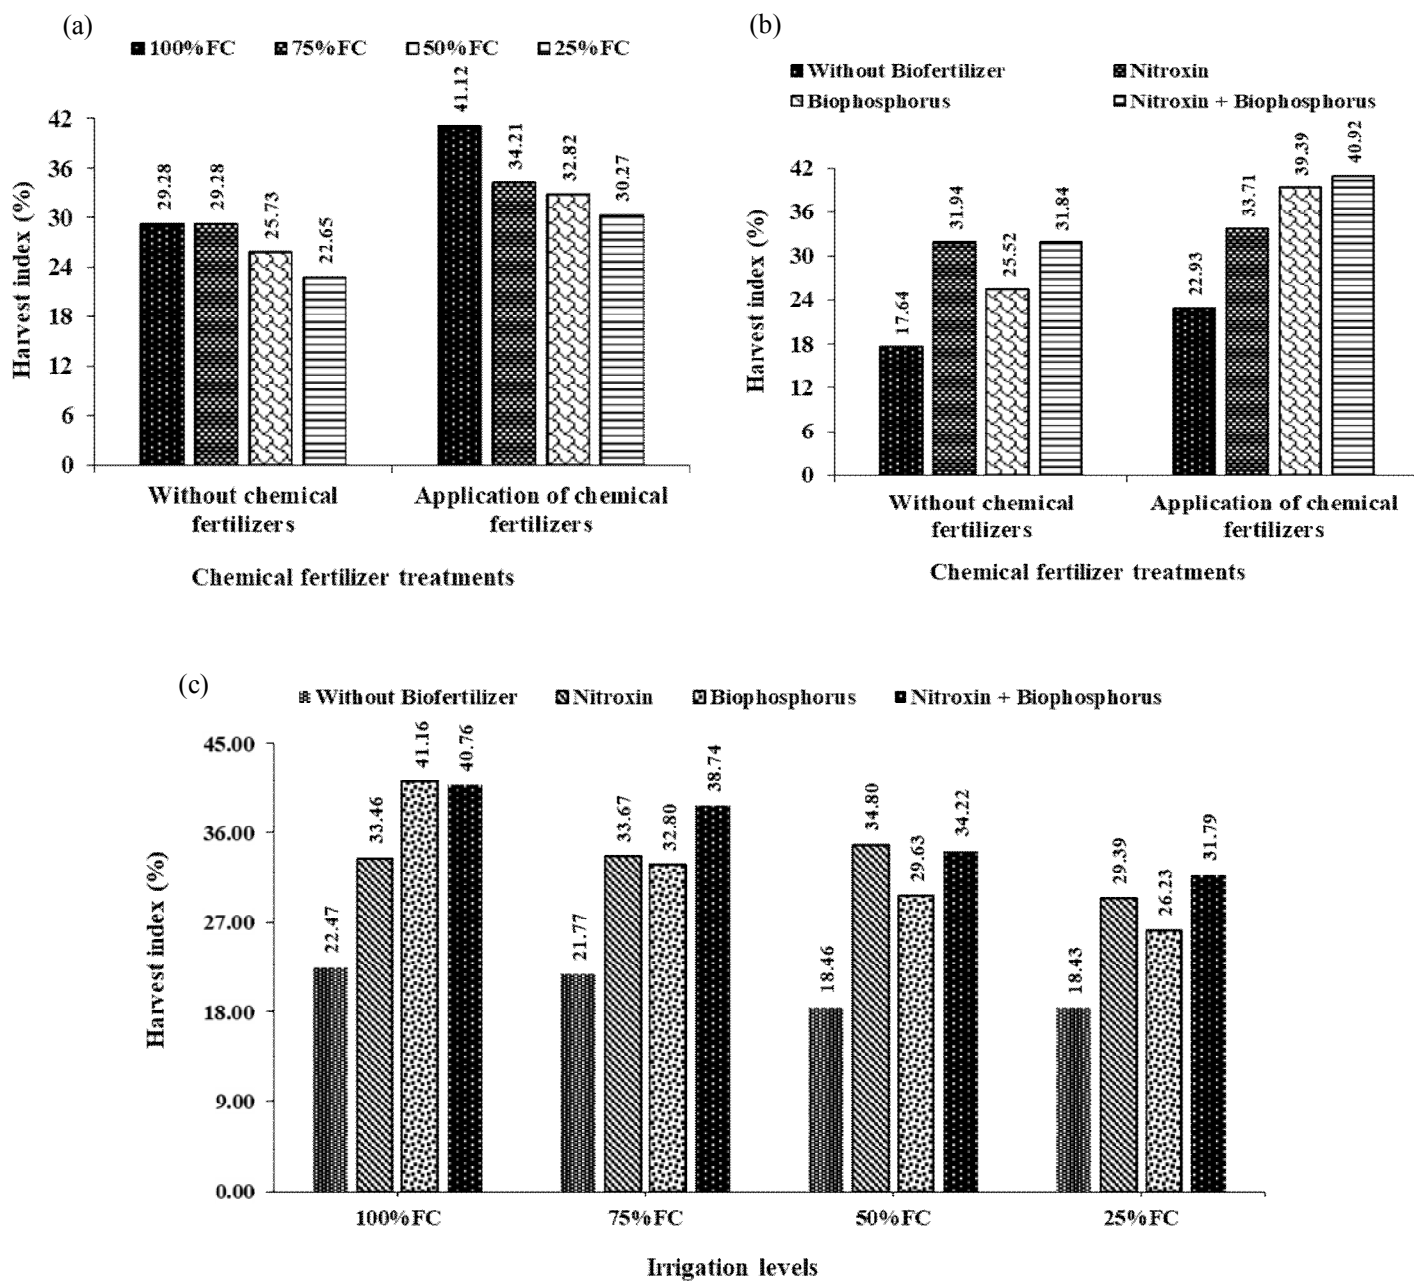 (a)
100%FC 75%FC 50%FC 25%FC
41.12
42
34.21
32.82
36
30.27
29.28
29.28
30
25.73
22.65
24
18
12
6
0
Harvest index (%)
Without chemical
fertilizers
Application of chemical
fertilizers
Chemical fertilizer treatments
(b)
Without Biofertilizer Nitroxin
Biophosphorus Nitroxin + Biophosphorus
40.92
39.39
42
33.71
31.94
31.84
36
25.52
30
22.93
24
17.64
18
12
6
0
Harvest index (%)
Without chemical
fertilizers
Application of chemical
fertilizers
Chemical fertilizer treatments
(c)
Without Biofertilizer Nitroxin Biophosphorus Nitroxin + Biophosphorus
45.00
36.00
27.00
18.00
9.00
0.00
Harvest index (%)
22.47
33.46
41.16
40.76
21.77
33.67
32.80
38.74
18.46
34.80
29.63
34.22
18.43
29.39
26.23
31.79
100%FC 75%FC 50%FC 25%FC
Irrigation levels